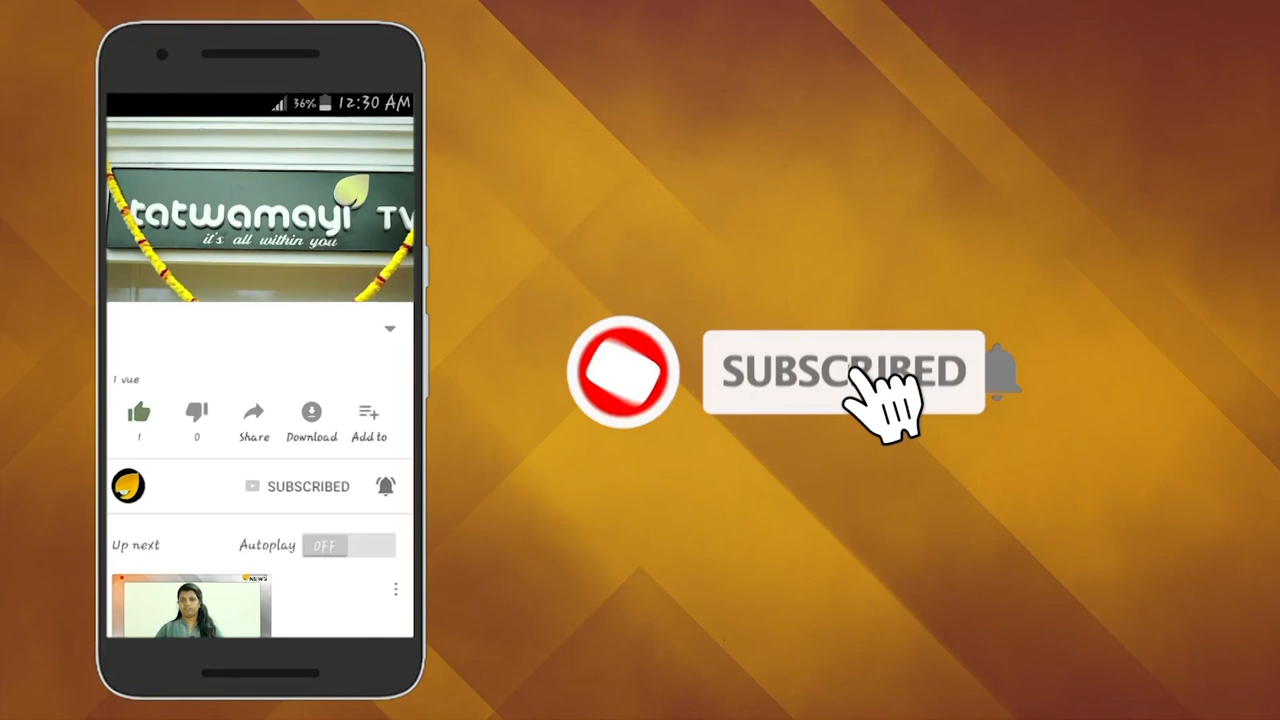 36% 12:30 AM
tatwamayi TV
it's all within you
1 vue
1 0 Share Download Add to
SUBSCRIBED
Up next Autoplay OFF
NEWS
SUBSCRIBED